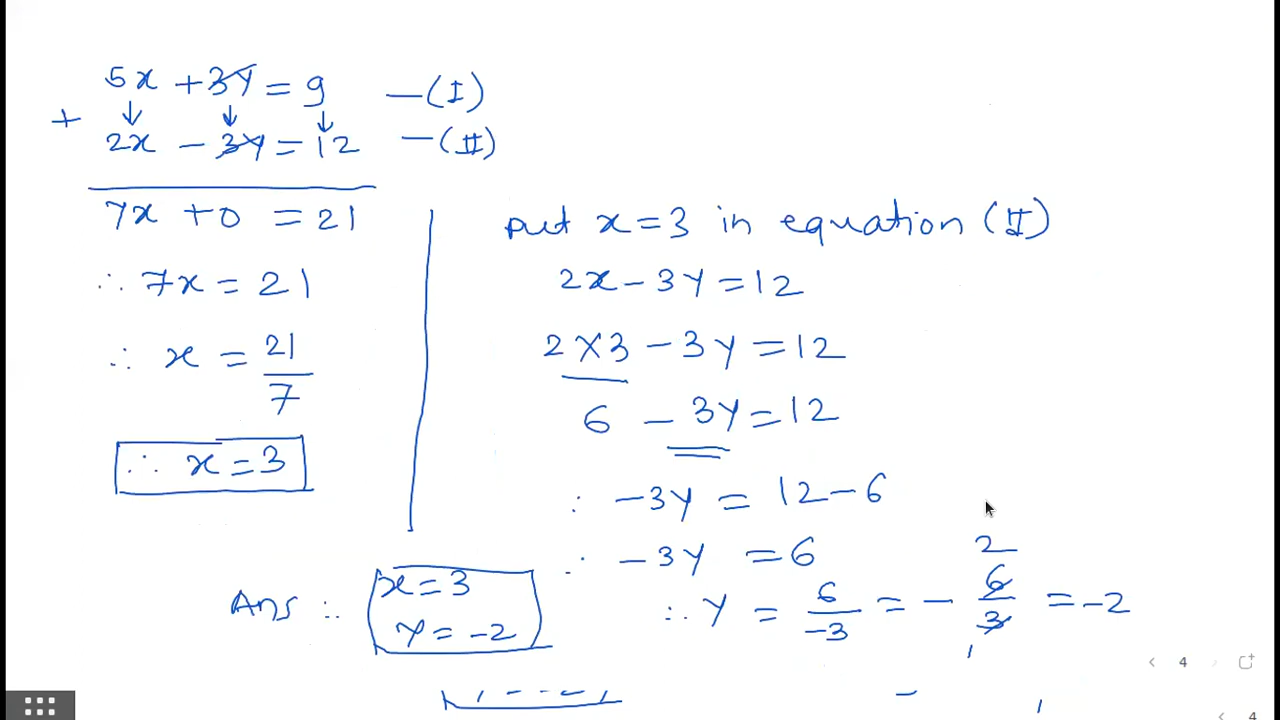 5x + 3y = 9 —(I)
+ 2x - 3y = 12 —(II)
7x + 0 = 21
∴ 7x = 21
∴ x = 21/7
∴ x = 3
put x = 3 in equation (II)
2x - 3y = 12
2 × 3 - 3y = 12
6 - 3y = 12
∴ -3y = 12 - 6
∴ -3y = 6
∴ y = 6/-3 = - 6/3 = -2
2
1
Ans ∴ x = 3
y = -2
4
4